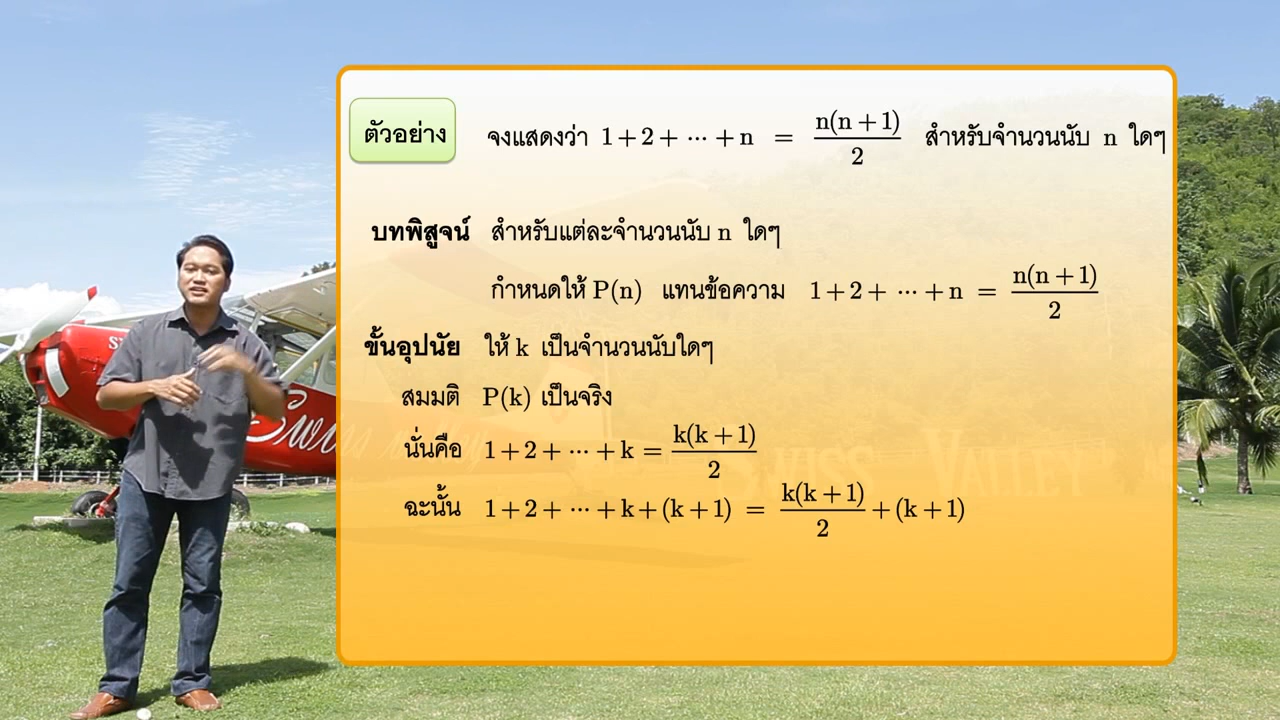 ตัวอย่าง จงแสดงว่า 1 + 2 + ··· + n = n(n + 1)/2 สำหรับจำนวนนับ n ใดๆ
บทพิสูจน์ สำหรับแต่ละจำนวนนับ n ใดๆ
กำหนดให้ P(n) แทนข้อความ 1 + 2 + ··· + n = n(n + 1)/2
ขั้นอุปนัย ให้ k เป็นจำนวนนับใดๆ
สมมติ P(k) เป็นจริง
นั่นคือ 1 + 2 + ··· + k = k(k + 1)/2
ฉะนั้น 1 + 2 + ··· + k + (k + 1) = k(k + 1)/2 + (k + 1)
Swiss
VALLEY